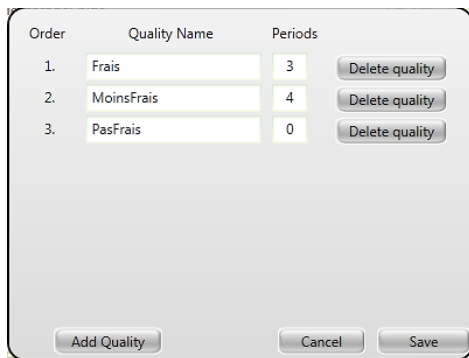 Order Quality Name Periods
1. Frais 3 Delete quality
2. MoinsFrais 4 Delete quality
3. PasFrais 0 Delete quality
Add Quality Cancel Save